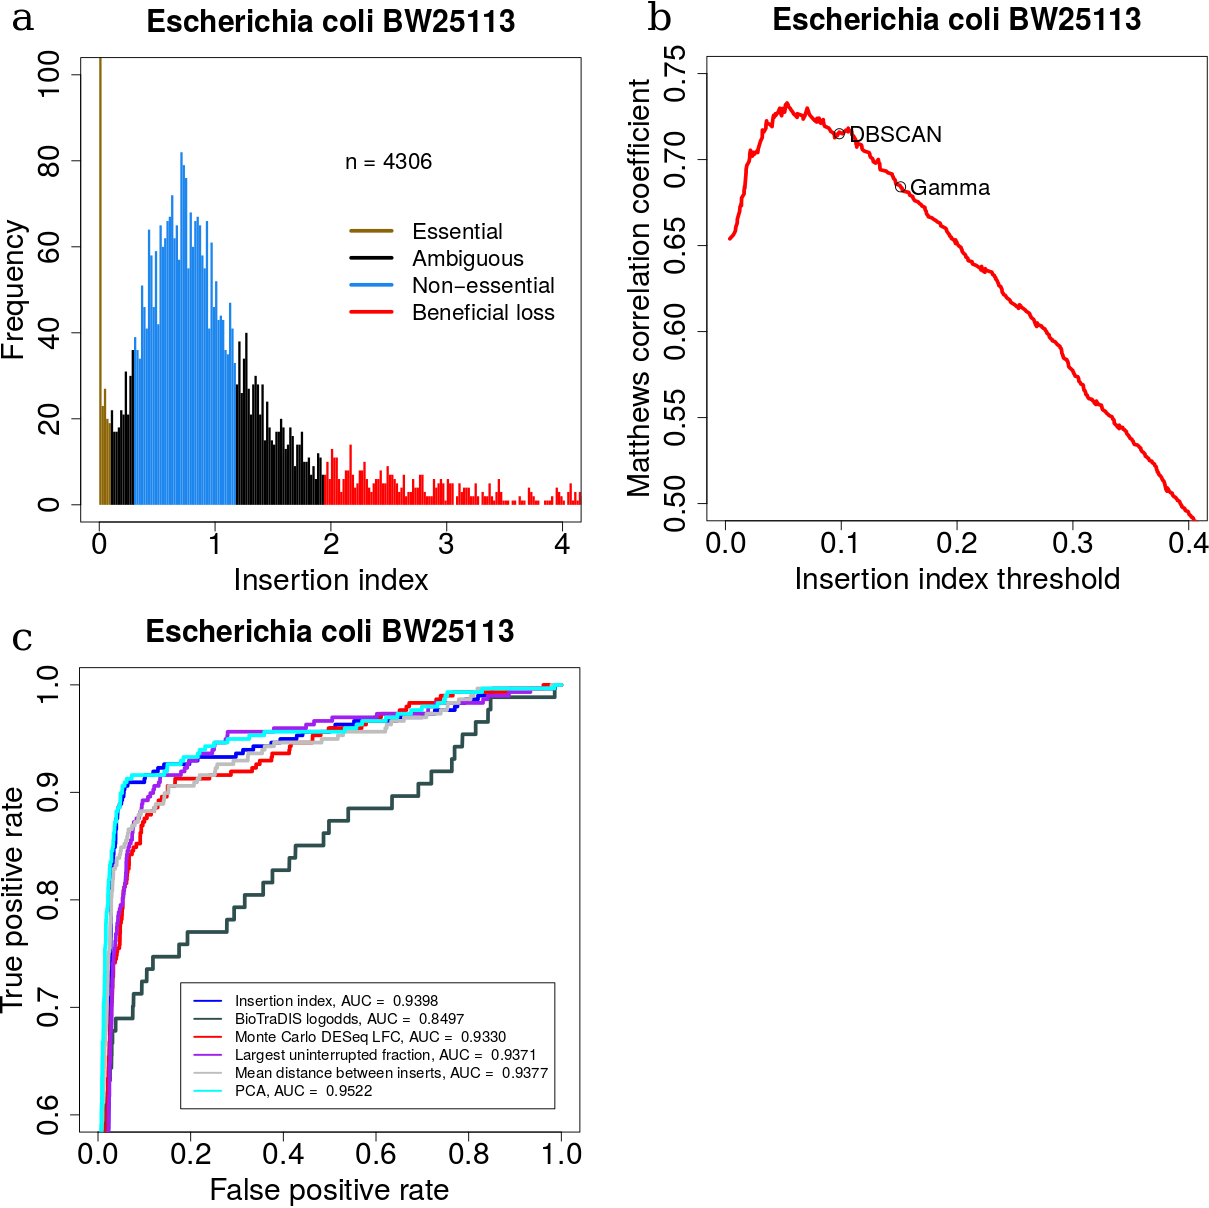 a
Escherichia coli BW25113
Frequency
100
80
60
40
20
0
n = 4306
Essential
Ambiguous
Non−essential
Beneficial loss
0 1 2 3 4
Insertion index
b
Escherichia coli BW25113
Matthews correlation coefficient
0.75
0.70
0.65
0.60
0.55
0.50
DBSCAN
Gamma
0.0 0.1 0.2 0.3 0.4
Insertion index threshold
c
Escherichia coli BW25113
True positive rate
1.0
0.9
0.8
0.7
0.6
Insertion index, AUC = 0.9398
BioTraDIS logodds, AUC = 0.8497
Monte Carlo DESeq LFC, AUC = 0.9330
Largest uninterrupted fraction, AUC = 0.9371
Mean distance between inserts, AUC = 0.9377
PCA, AUC = 0.9522
0.0 0.2 0.4 0.6 0.8 1.0
False positive rate